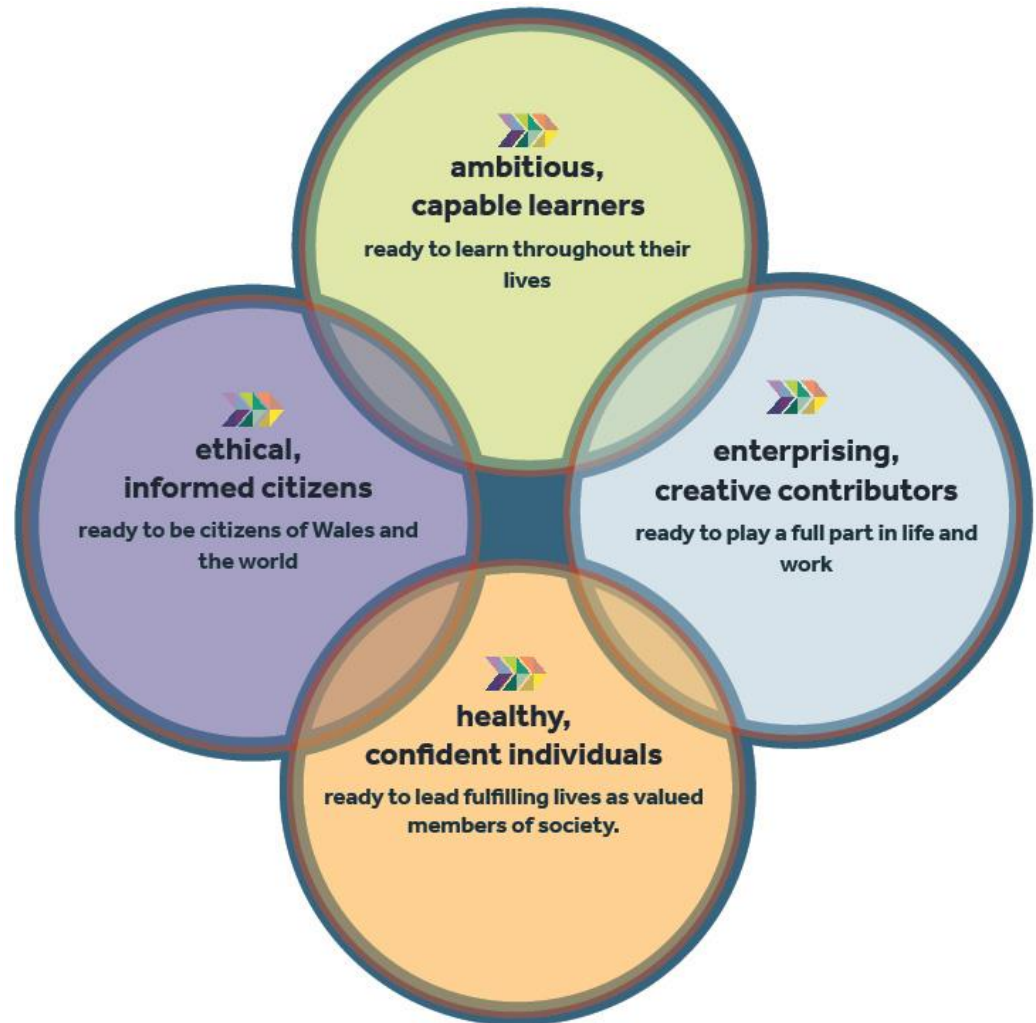 ambitious,
capable learners
ready to learn throughout their
lives
ethical,
informed citizens
ready to be citizens of Wales and
the world
enterprising,
creative contributors
ready to play a full part in life and
work
healthy,
confident individuals
ready to lead fulfilling lives as valued
members of society.